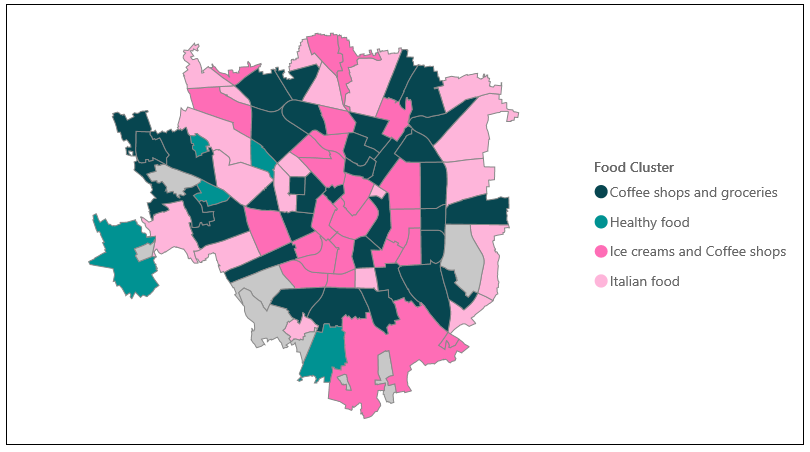 Food Cluster
Coffee shops and groceries
Healthy food
Ice creams and Coffee shops
Italian food